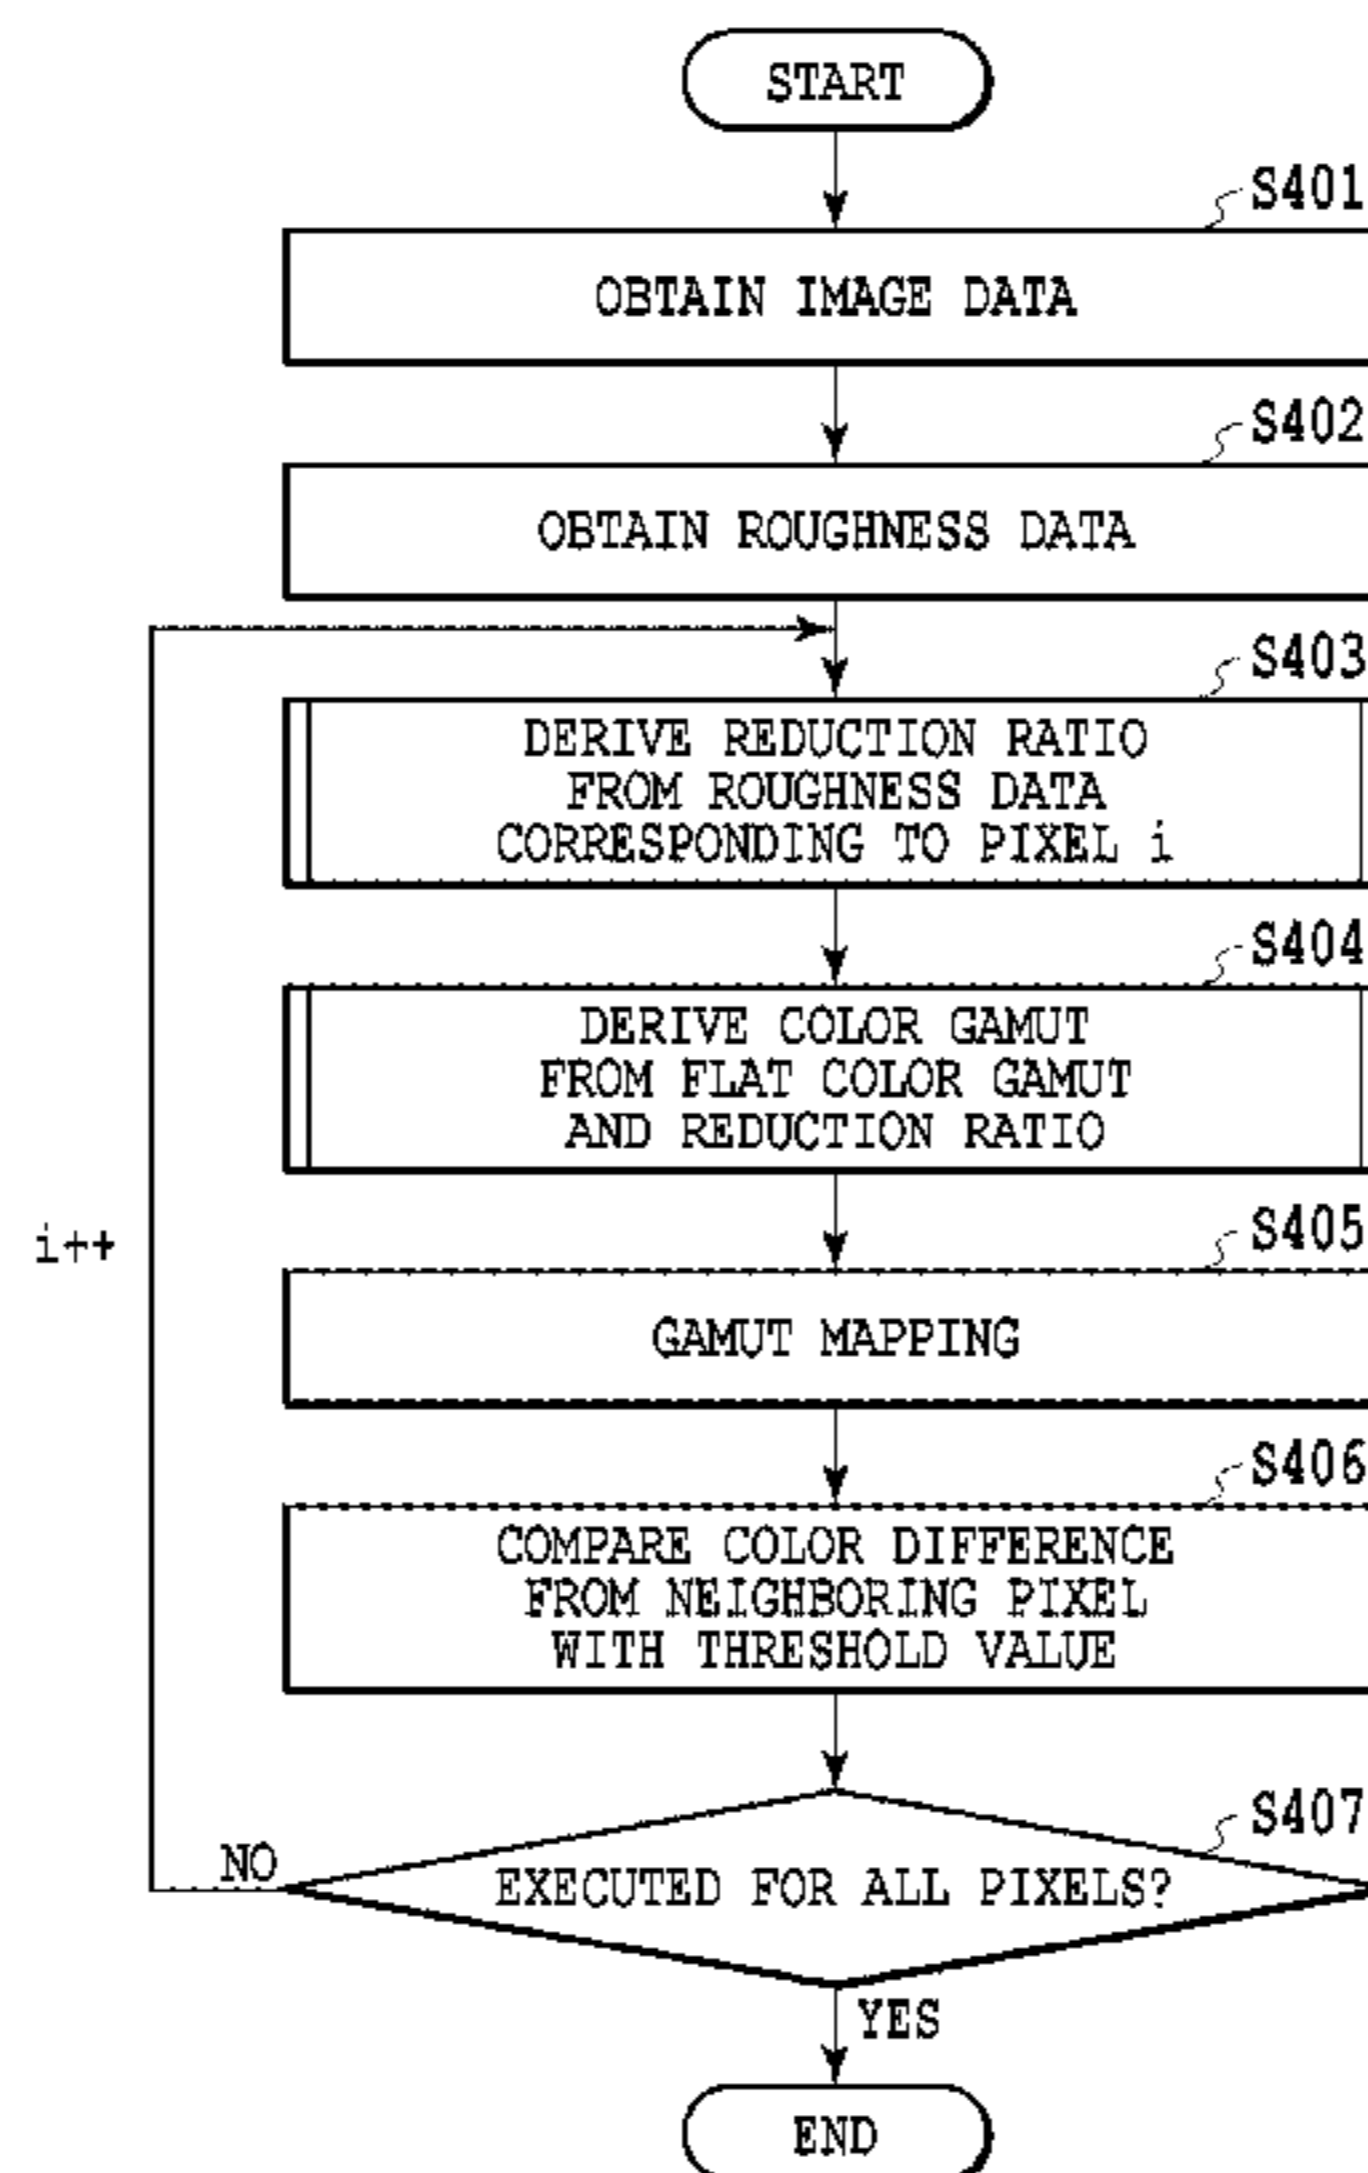 START
S401
OBTAIN IMAGE DATA
S402
OBTAIN ROUGHNESS DATA
S403
DERIVE REDUCTION RATIO
FROM ROUGHNESS DATA
CORRESPONDING TO PIXEL i
S404
DERIVE COLOR GAMUT
FROM FLAT COLOR GAMUT
AND REDUCTION RATIO
i++
S405
GAMUT MAPPING
S406
COMPARE COLOR DIFFERENCE
FROM NEIGHBORING PIXEL
WITH THRESHOLD VALUE
S407
NO
EXECUTED FOR ALL PIXELS?
YES
END